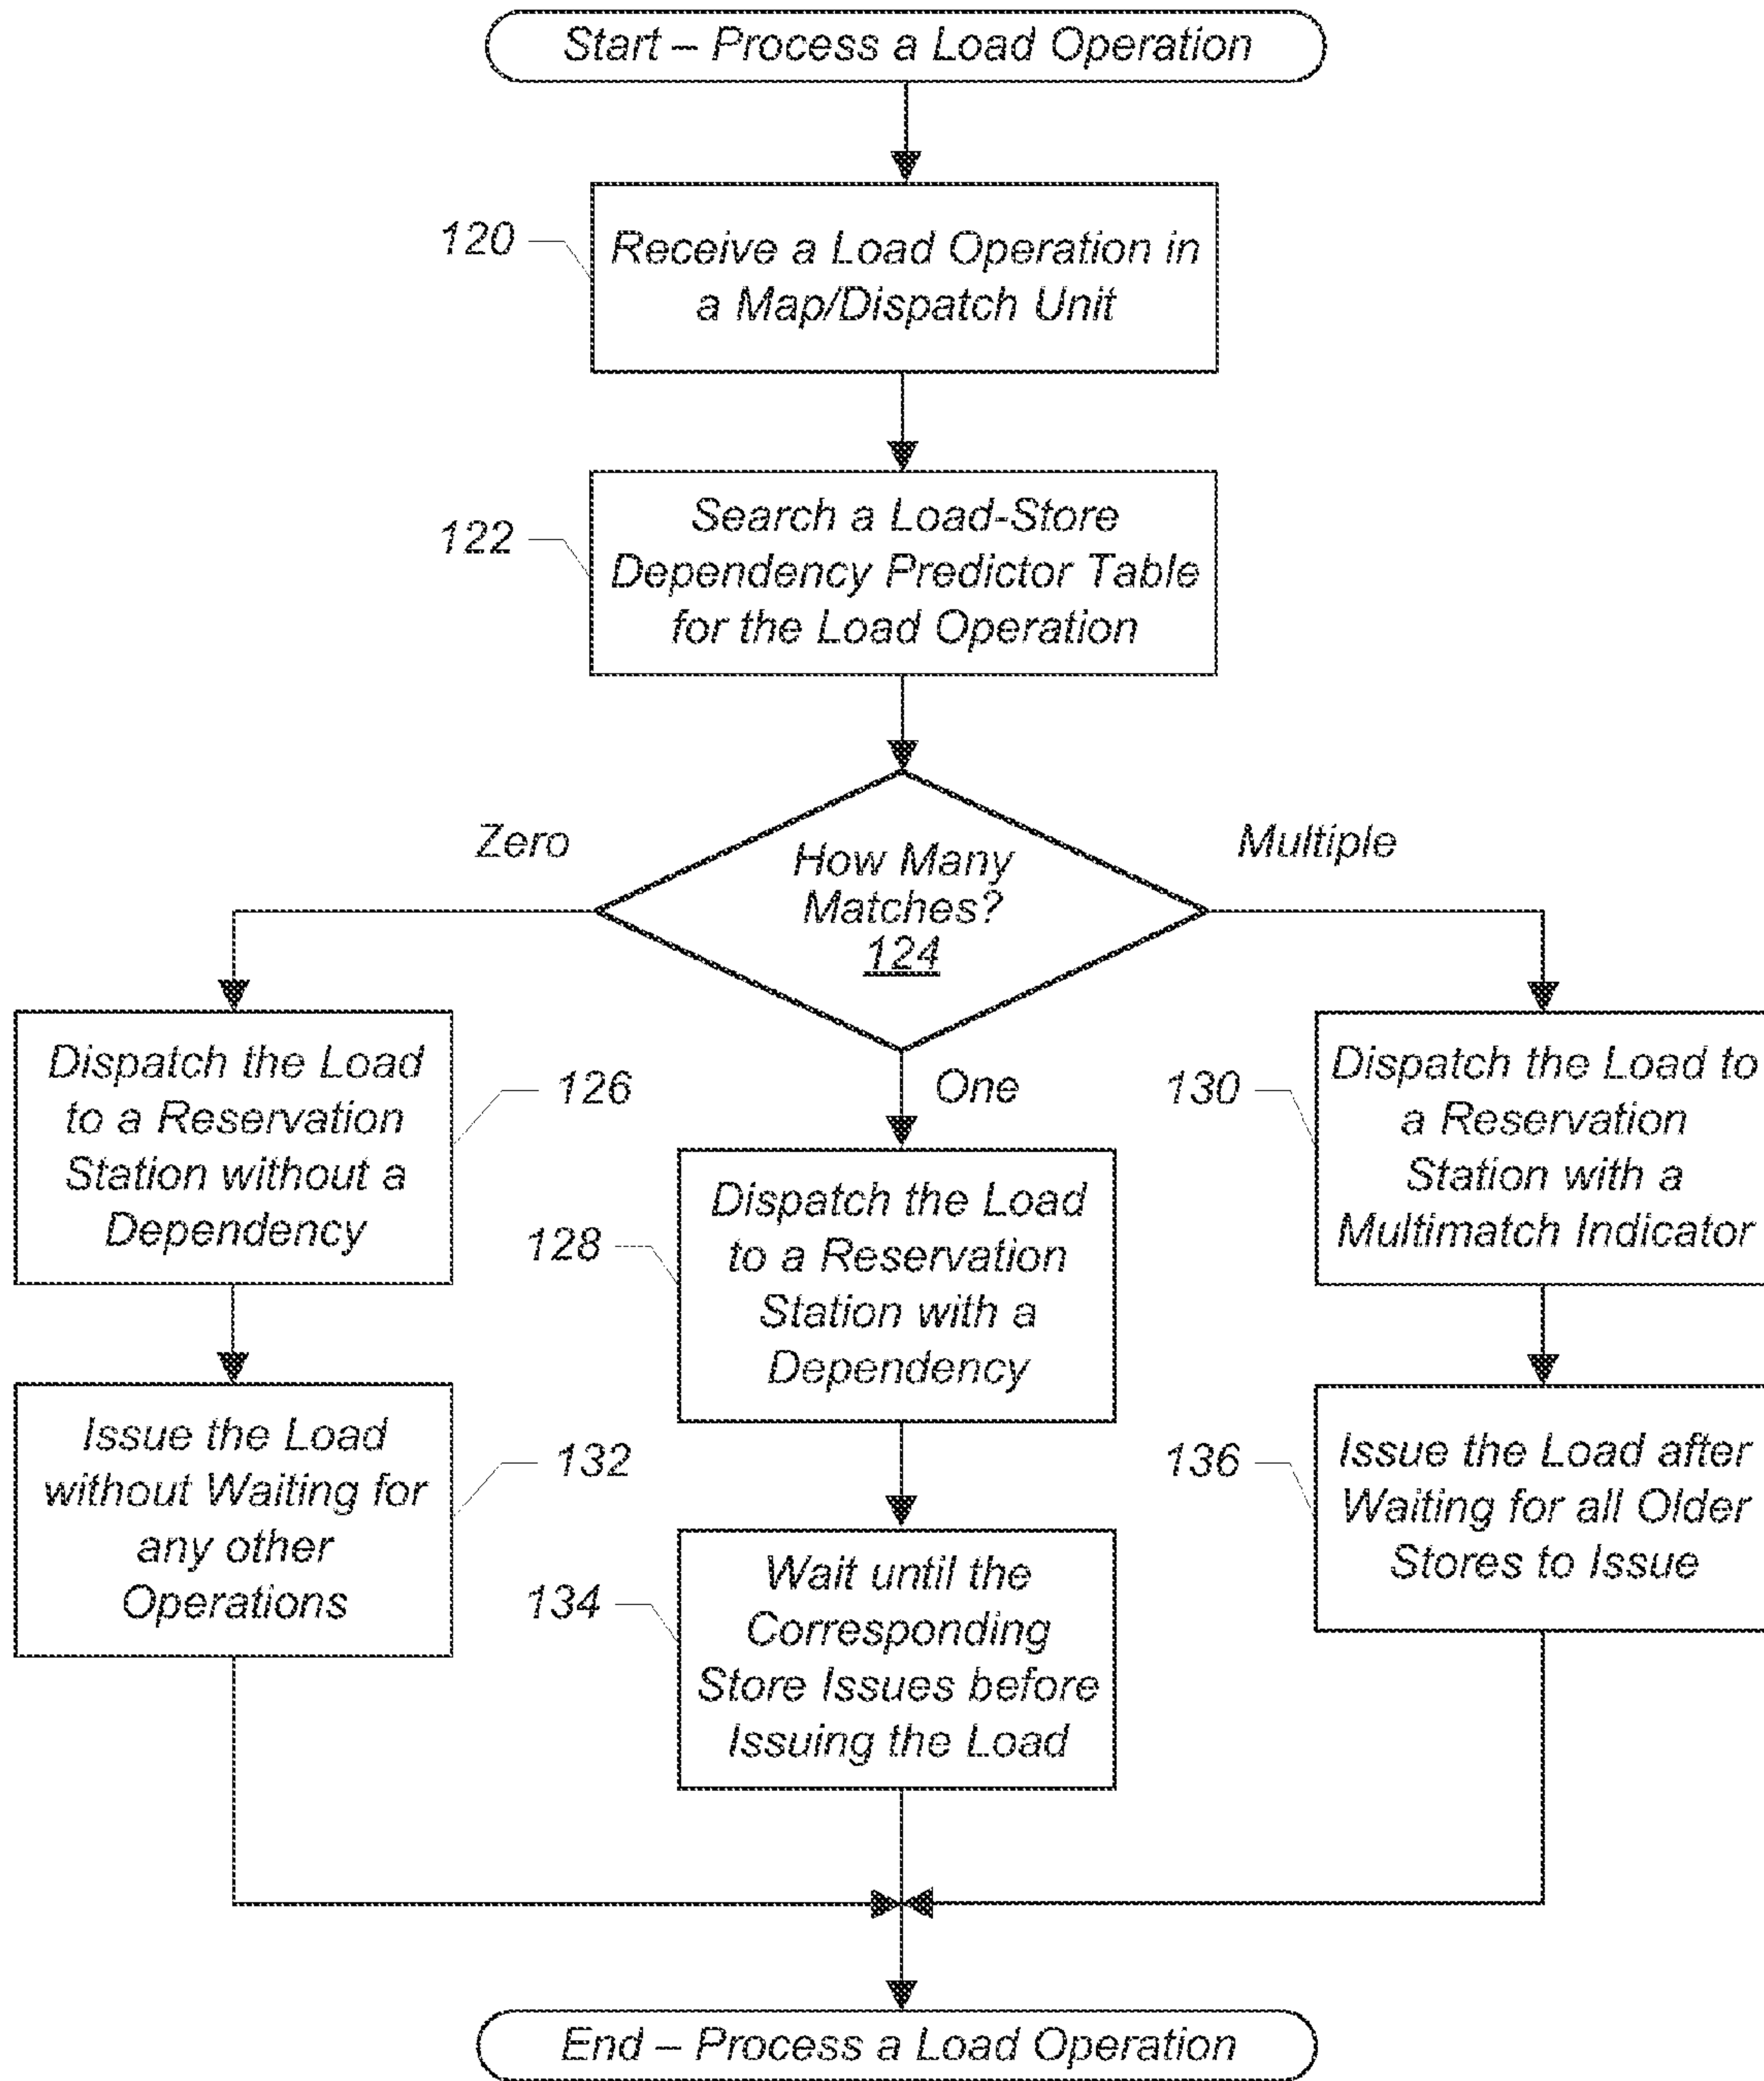 Start – Process a Load Operation
120
Receive a Load Operation in
a Map/Dispatch Unit
122
Search a Load-Store
Dependency Predictor Table
for the Load Operation
Zero
How Many
Matches?
124
Multiple
One
Dispatch the Load
to a Reservation
Station without a
Dependency
126
128
Dispatch the Load
to a Reservation
Station with a
Dependency
130
Dispatch the Load to
a Reservation
Station with a
Multimatch Indicator
Issue the Load
without Waiting for
any other
Operations
132
134
Wait until the
Corresponding
Store Issues before
Issuing the Load
136
Issue the Load after
Waiting for all Older
Stores to Issue
End – Process a Load Operation